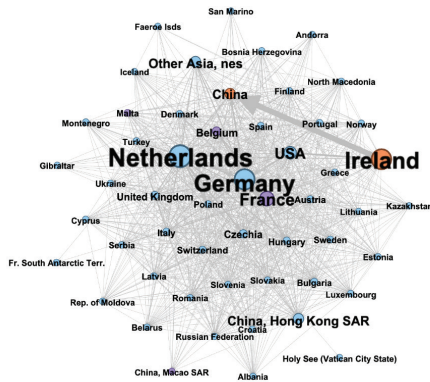 San Marino
Faeroe Isds
Andorra
Bosnia Herzegovina
Other Asia, nes
Iceland
North Macedonia
China
Finland
Malta
Denmark
Montenegro
Spain
Portugal
Norway
Belgium
Turkey
Netherlands
USA
Ireland
Gibraltar
Greece
Ukraine
Germany
United Kingdom
France
Austria
Poland
Kazakhstan
Lithuania
Cyprus
Italy
Czechia
Serbia
Hungary
Sweden
Switzerland
Estonia
Fr. South Antarctic Terr.
Latvia
Slovenia
Slovakia
Bulgaria
Rep. of Moldova
Romania
Luxembourg
China, Hong Kong SAR
Belarus
Croatia
Russian Federation
Holy See (Vatican City State)
China, Macao SAR
Albania